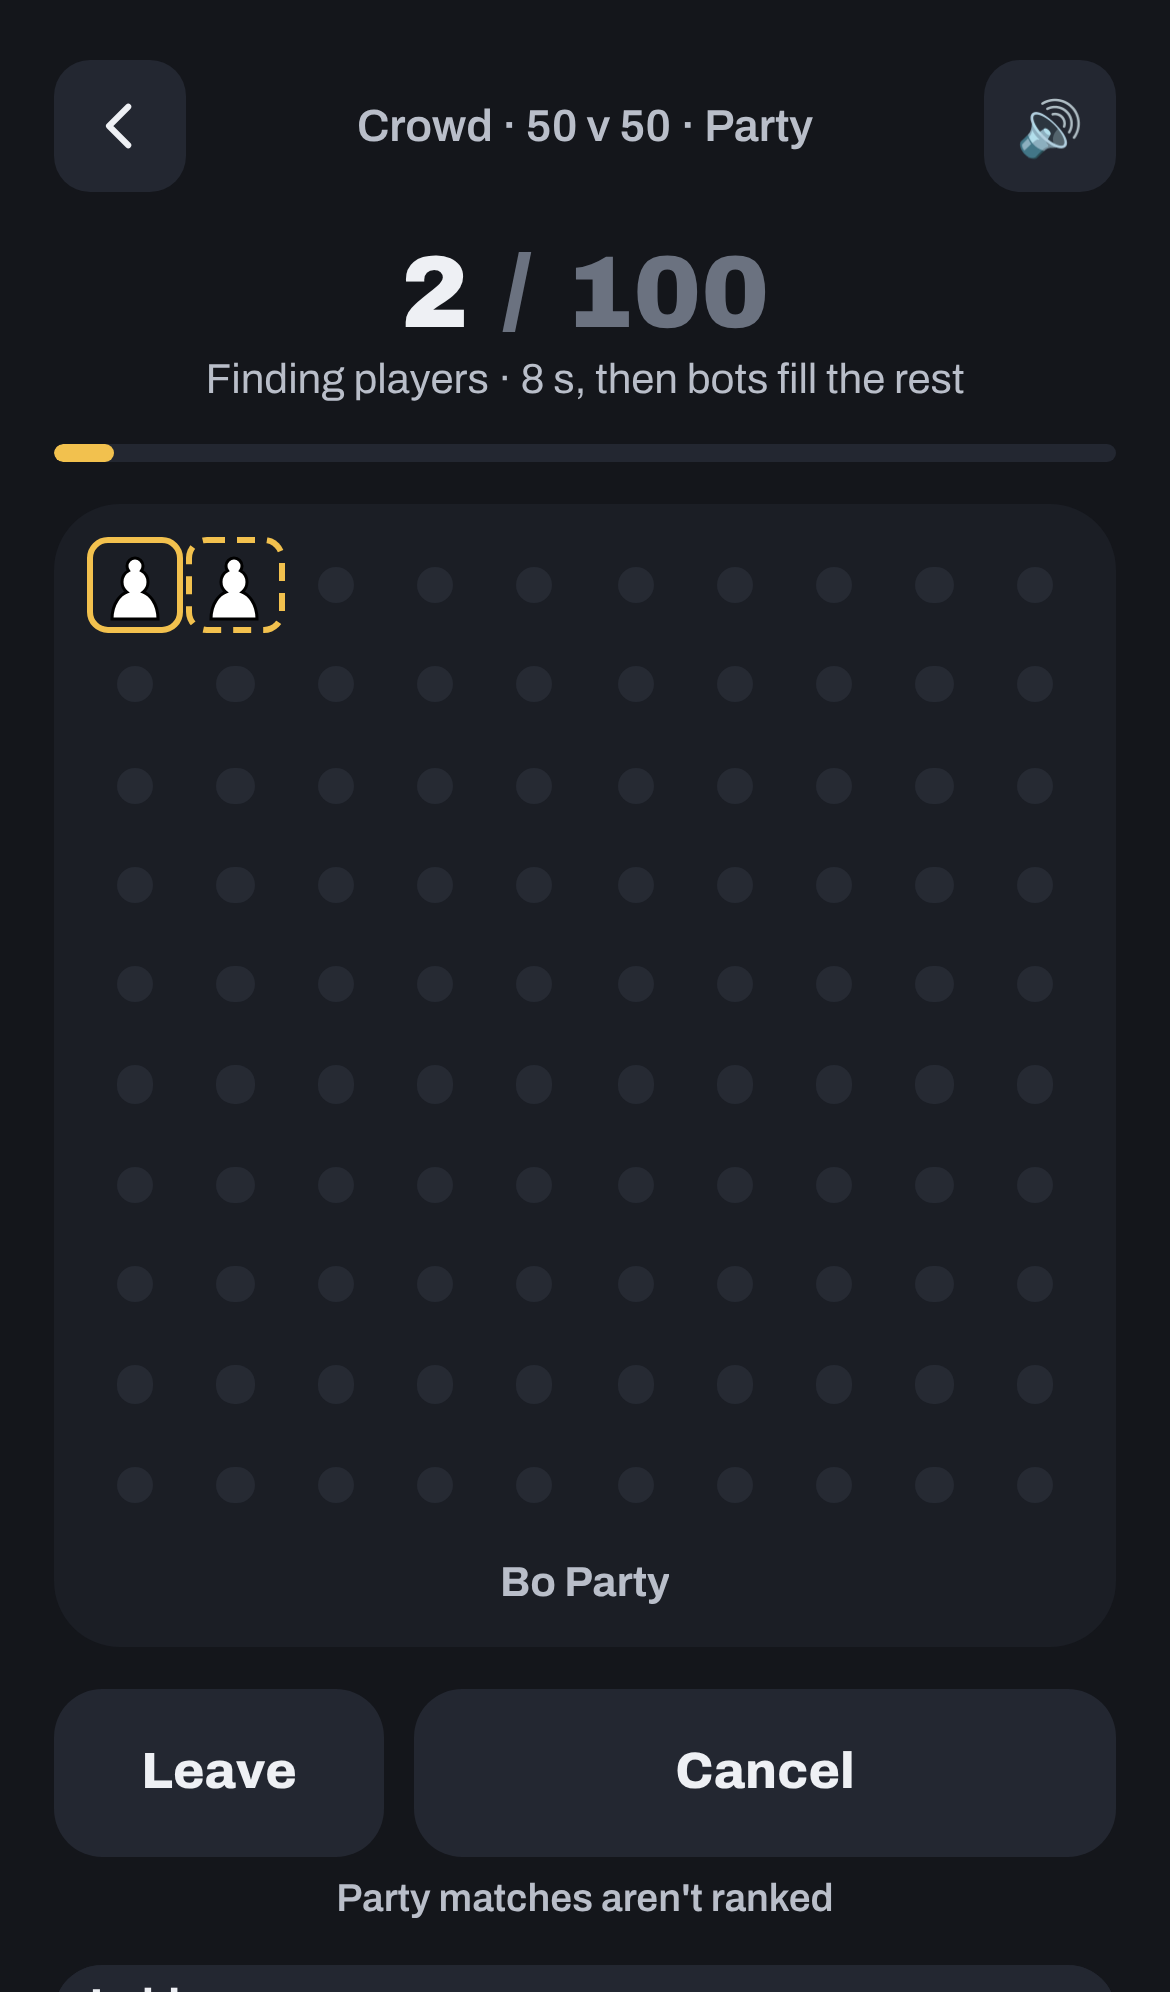 Crowd · 50 v 50 · Party
2 / 100
Finding players · 8 s, then bots fill the rest
Bo Party
Leave
Cancel
Party matches aren't ranked